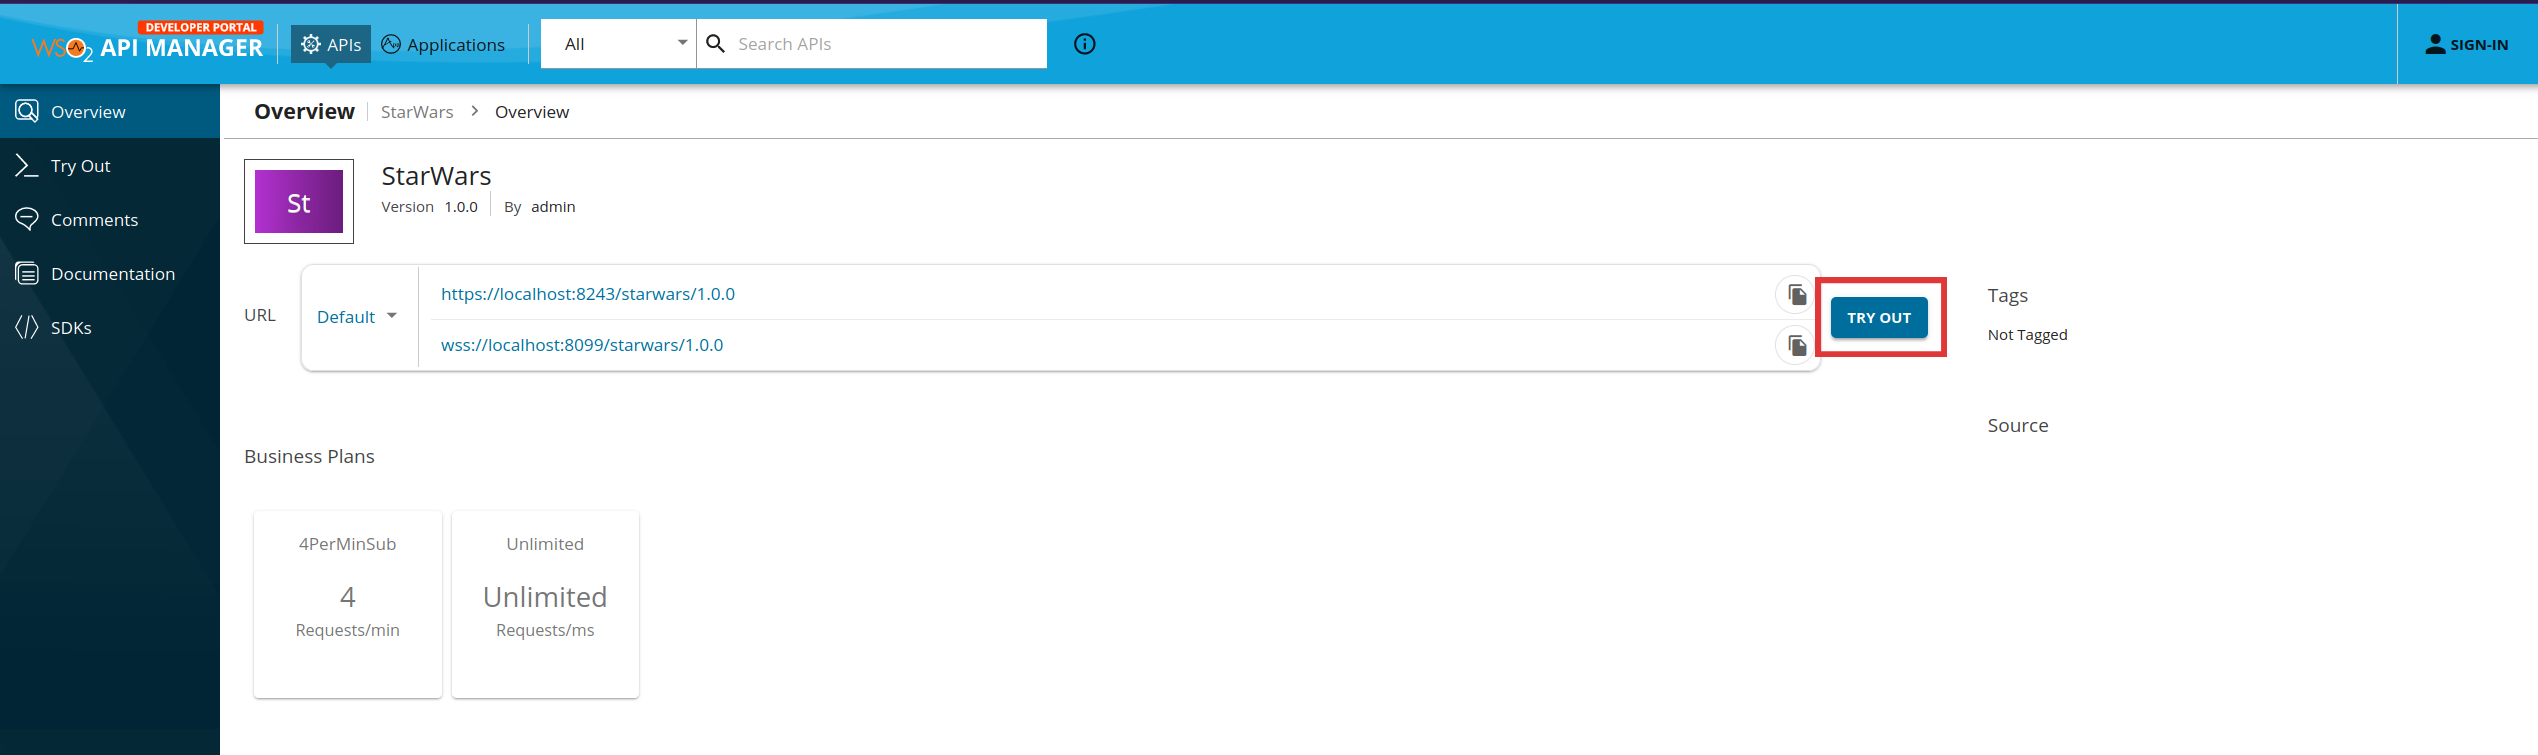 DEVELOPER PORTAL
WSO2 API MANAGER
APIs
Applications
All
Search APIs
SIGN-IN
Overview
Try Out
Comments
Documentation
SDKs
Overview
StarWars > Overview
St
StarWars
Version 1.0.0
By admin
URL
Default
https://localhost:8243/starwars/1.0.0
wss://localhost:8099/starwars/1.0.0
TRY OUT
Tags
Not Tagged
Source
Business Plans
4PerMinSub
4
Requests/min
Unlimited
Unlimited
Requests/ms